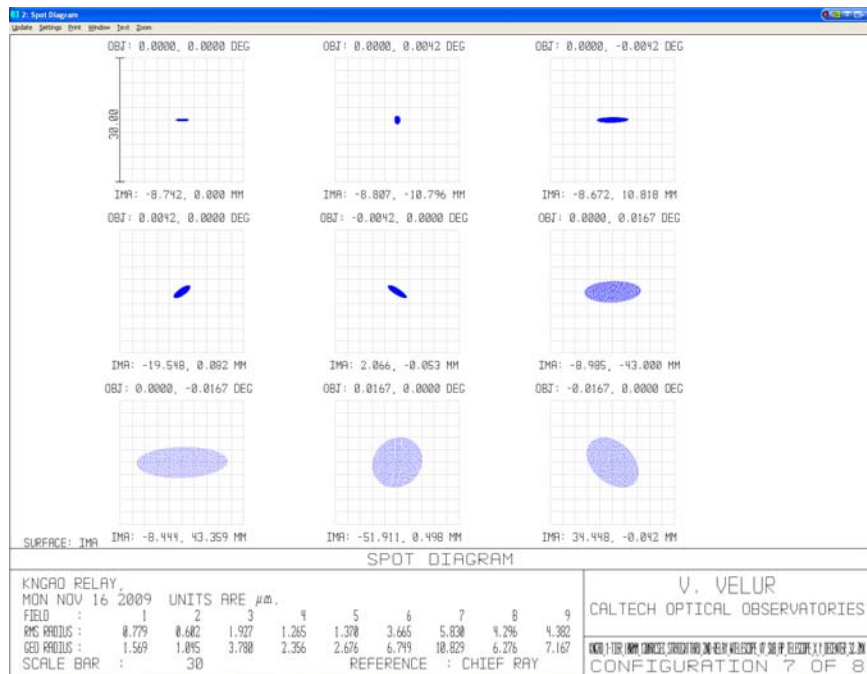 2: Spot Diagram
Update Settings Print Window Text Zoom
OBJ: 0.0000, 0.0000 DEG
OBJ: 0.0000, 0.0042 DEG
OBJ: 0.0000, -0.0042 DEG
30.00
IMA: -8.742, 0.000 MM
IMA: -8.807, -10.796 MM
IMA: -8.672, 10.818 MM
OBJ: 0.0042, 0.0000 DEG
OBJ: -0.0042, 0.0000 DEG
OBJ: 0.0000, 0.0167 DEG
IMA: -19.548, 0.082 MM
IMA: 2.066, -0.053 MM
IMA: -8.985, -43.000 MM
OBJ: 0.0000, -0.0167 DEG
OBJ: 0.0167, 0.0000 DEG
OBJ: -0.0167, 0.0000 DEG
IMA: -8.444, 43.359 MM
IMA: -51.911, 0.498 MM
IMA: 34.448, -0.042 MM
SURFACE: IMA
SPOT DIAGRAM
KNGAO RELAY,
MON NOV 16 2009 UNITS ARE µm.
FIELD : 1 2 3 4 5 6 7 8 9
RMS RADIUS : 0.779 0.602 1.927 1.265 1.370 3.665 5.830 4.296 4.382
GEO RADIUS : 1.569 1.045 3.780 2.356 2.676 6.749 10.829 6.276 7.167
SCALE BAR : 30 REFERENCE : CHIEF RAY
V. VELUR
CALTECH OPTICAL OBSERVATORIES
CONFIGURATION 7 OF 8